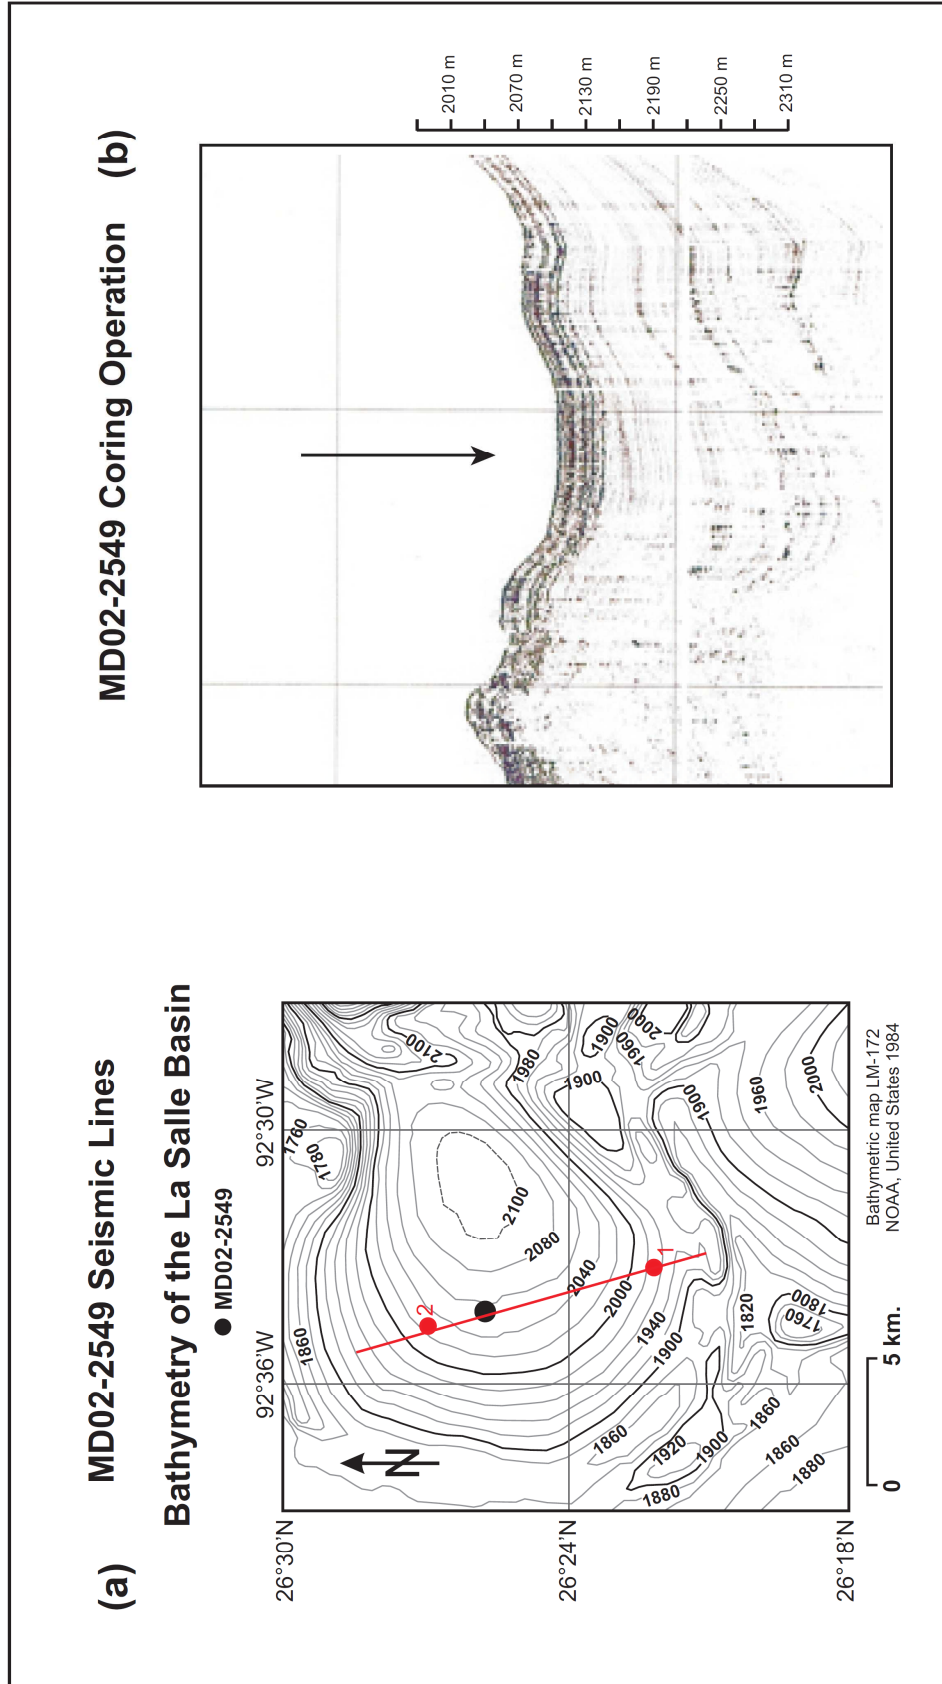 (a)
MD02-2549 Seismic Lines
Bathymetry of the La Salle Basin
MD02-2549
92°36'W
92°30'W
26°30'N
26°24'N
26°18'N
N
1860
1760
1780
2100
1980
1900
1900
1960
2000
2100
2080
2040
2000
1940
1900
1860
1920
1900
1880
1860
1860
1880
1820
1800
1760
1900
1960
2000
2
1
0
5 km.
Bathymetric map LM-172
NOAA, United States 1984
MD02-2549 Coring Operation
(b)
2010 m
2070 m
2130 m
2190 m
2250 m
2310 m